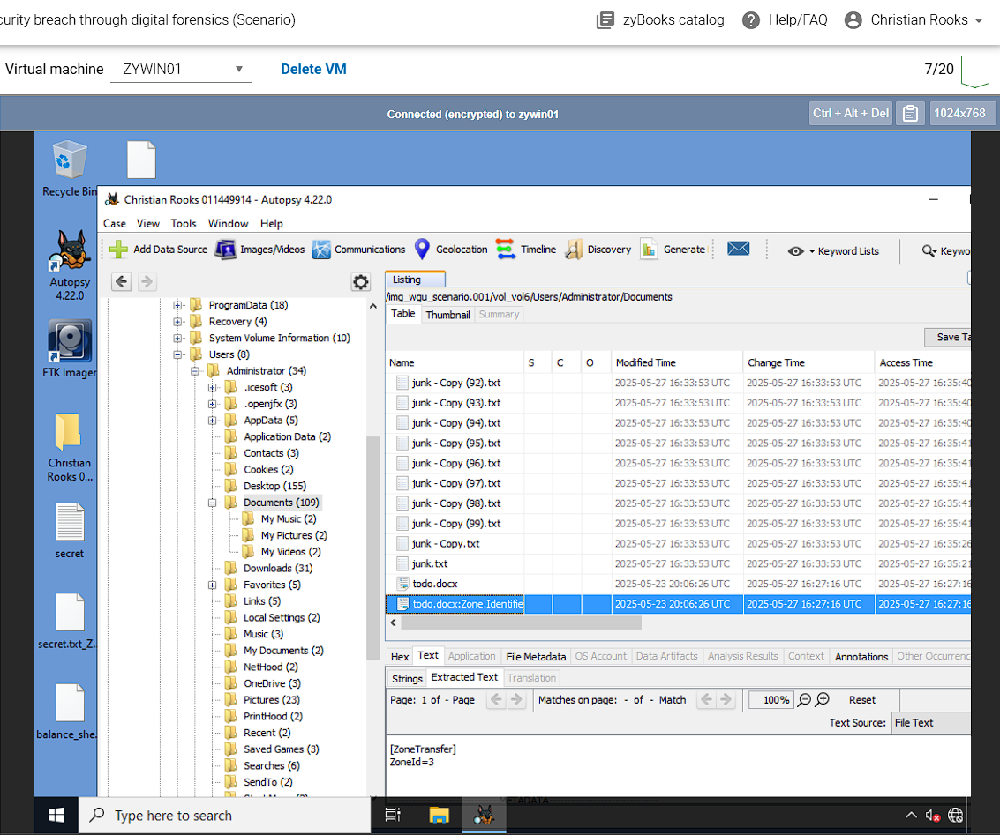 curity breach through digital forensics (Scenario)
zyBooks catalog
Help/FAQ
Christian Rooks
Virtual machine
ZYWIN01
Delete VM
7/20
Connected (encrypted) to zywin01
Ctrl + Alt + Del
1024x768
Recycle Bin
Autopsy
4.22.0
FTK Imager
Christian
Rooks 0...
secret
secret.txt_Z...
balance_she...
Christian Rooks 011449914 - Autopsy 4.22.0
Case View Tools Window Help
Add Data Source
Images/Videos
Communications
Geolocation
Timeline
Discovery
Generate
Keyword Lists
Keywo
ProgramData (18)
Recovery (4)
System Volume Information (10)
Users (8)
Administrator (34)
.icesoft (3)
.openjfx (3)
AppData (5)
Application Data (2)
Contacts (3)
Cookies (2)
Desktop (155)
Documents (109)
My Music (2)
My Pictures (2)
My Videos (2)
Downloads (31)
Favorites (5)
Links (5)
Local Settings (2)
Music (3)
My Documents (2)
NetHood (2)
OneDrive (3)
Pictures (23)
PrintHood (2)
Recent (2)
Saved Games (3)
Searches (6)
SendTo (2)
Listing
/img_wgu_scenario.001/vol_vol6/Users/Administrator/Documents
Table Thumbnail Summary
Save Ta
Name S C O Modified Time Change Time Access Time
junk - Copy (92).txt 2025-05-27 16:33:53 UTC 2025-05-27 16:33:53 UTC 2025-05-27 16:35:40
junk - Copy (93).txt 2025-05-27 16:33:53 UTC 2025-05-27 16:33:53 UTC 2025-05-27 16:35:40
junk - Copy (94).txt 2025-05-27 16:33:53 UTC 2025-05-27 16:33:53 UTC 2025-05-27 16:35:40
junk - Copy (95).txt 2025-05-27 16:33:53 UTC 2025-05-27 16:33:53 UTC 2025-05-27 16:35:41
junk - Copy (96).txt 2025-05-27 16:33:53 UTC 2025-05-27 16:33:53 UTC 2025-05-27 16:35:41
junk - Copy (97).txt 2025-05-27 16:33:53 UTC 2025-05-27 16:33:53 UTC 2025-05-27 16:35:41
junk - Copy (98).txt 2025-05-27 16:33:53 UTC 2025-05-27 16:33:53 UTC 2025-05-27 16:35:41
junk - Copy (99).txt 2025-05-27 16:33:53 UTC 2025-05-27 16:33:53 UTC 2025-05-27 16:35:41
junk - Copy.txt 2025-05-27 16:33:53 UTC 2025-05-27 16:33:53 UTC 2025-05-27 16:35:26
junk.txt 2025-05-27 16:33:53 UTC 2025-05-27 16:33:53 UTC 2025-05-27 16:35:21
todo.docx 2025-05-23 20:06:26 UTC 2025-05-27 16:27:16 UTC 2025-05-27 16:27:16
todo.docx:Zone.Identifie 2025-05-23 20:06:26 UTC 2025-05-27 16:27:16 UTC 2025-05-27 16:27:16
Hex Text Application File Metadata OS Account Data Artifacts Analysis Results Context Annotations Other Occurrenc
Strings Extracted Text Translation
Page: 1 of - Page Matches on page: - of - Match 100% Reset
Text Source: File Text
[ZoneTransfer]
ZoneId=3
Type here to search